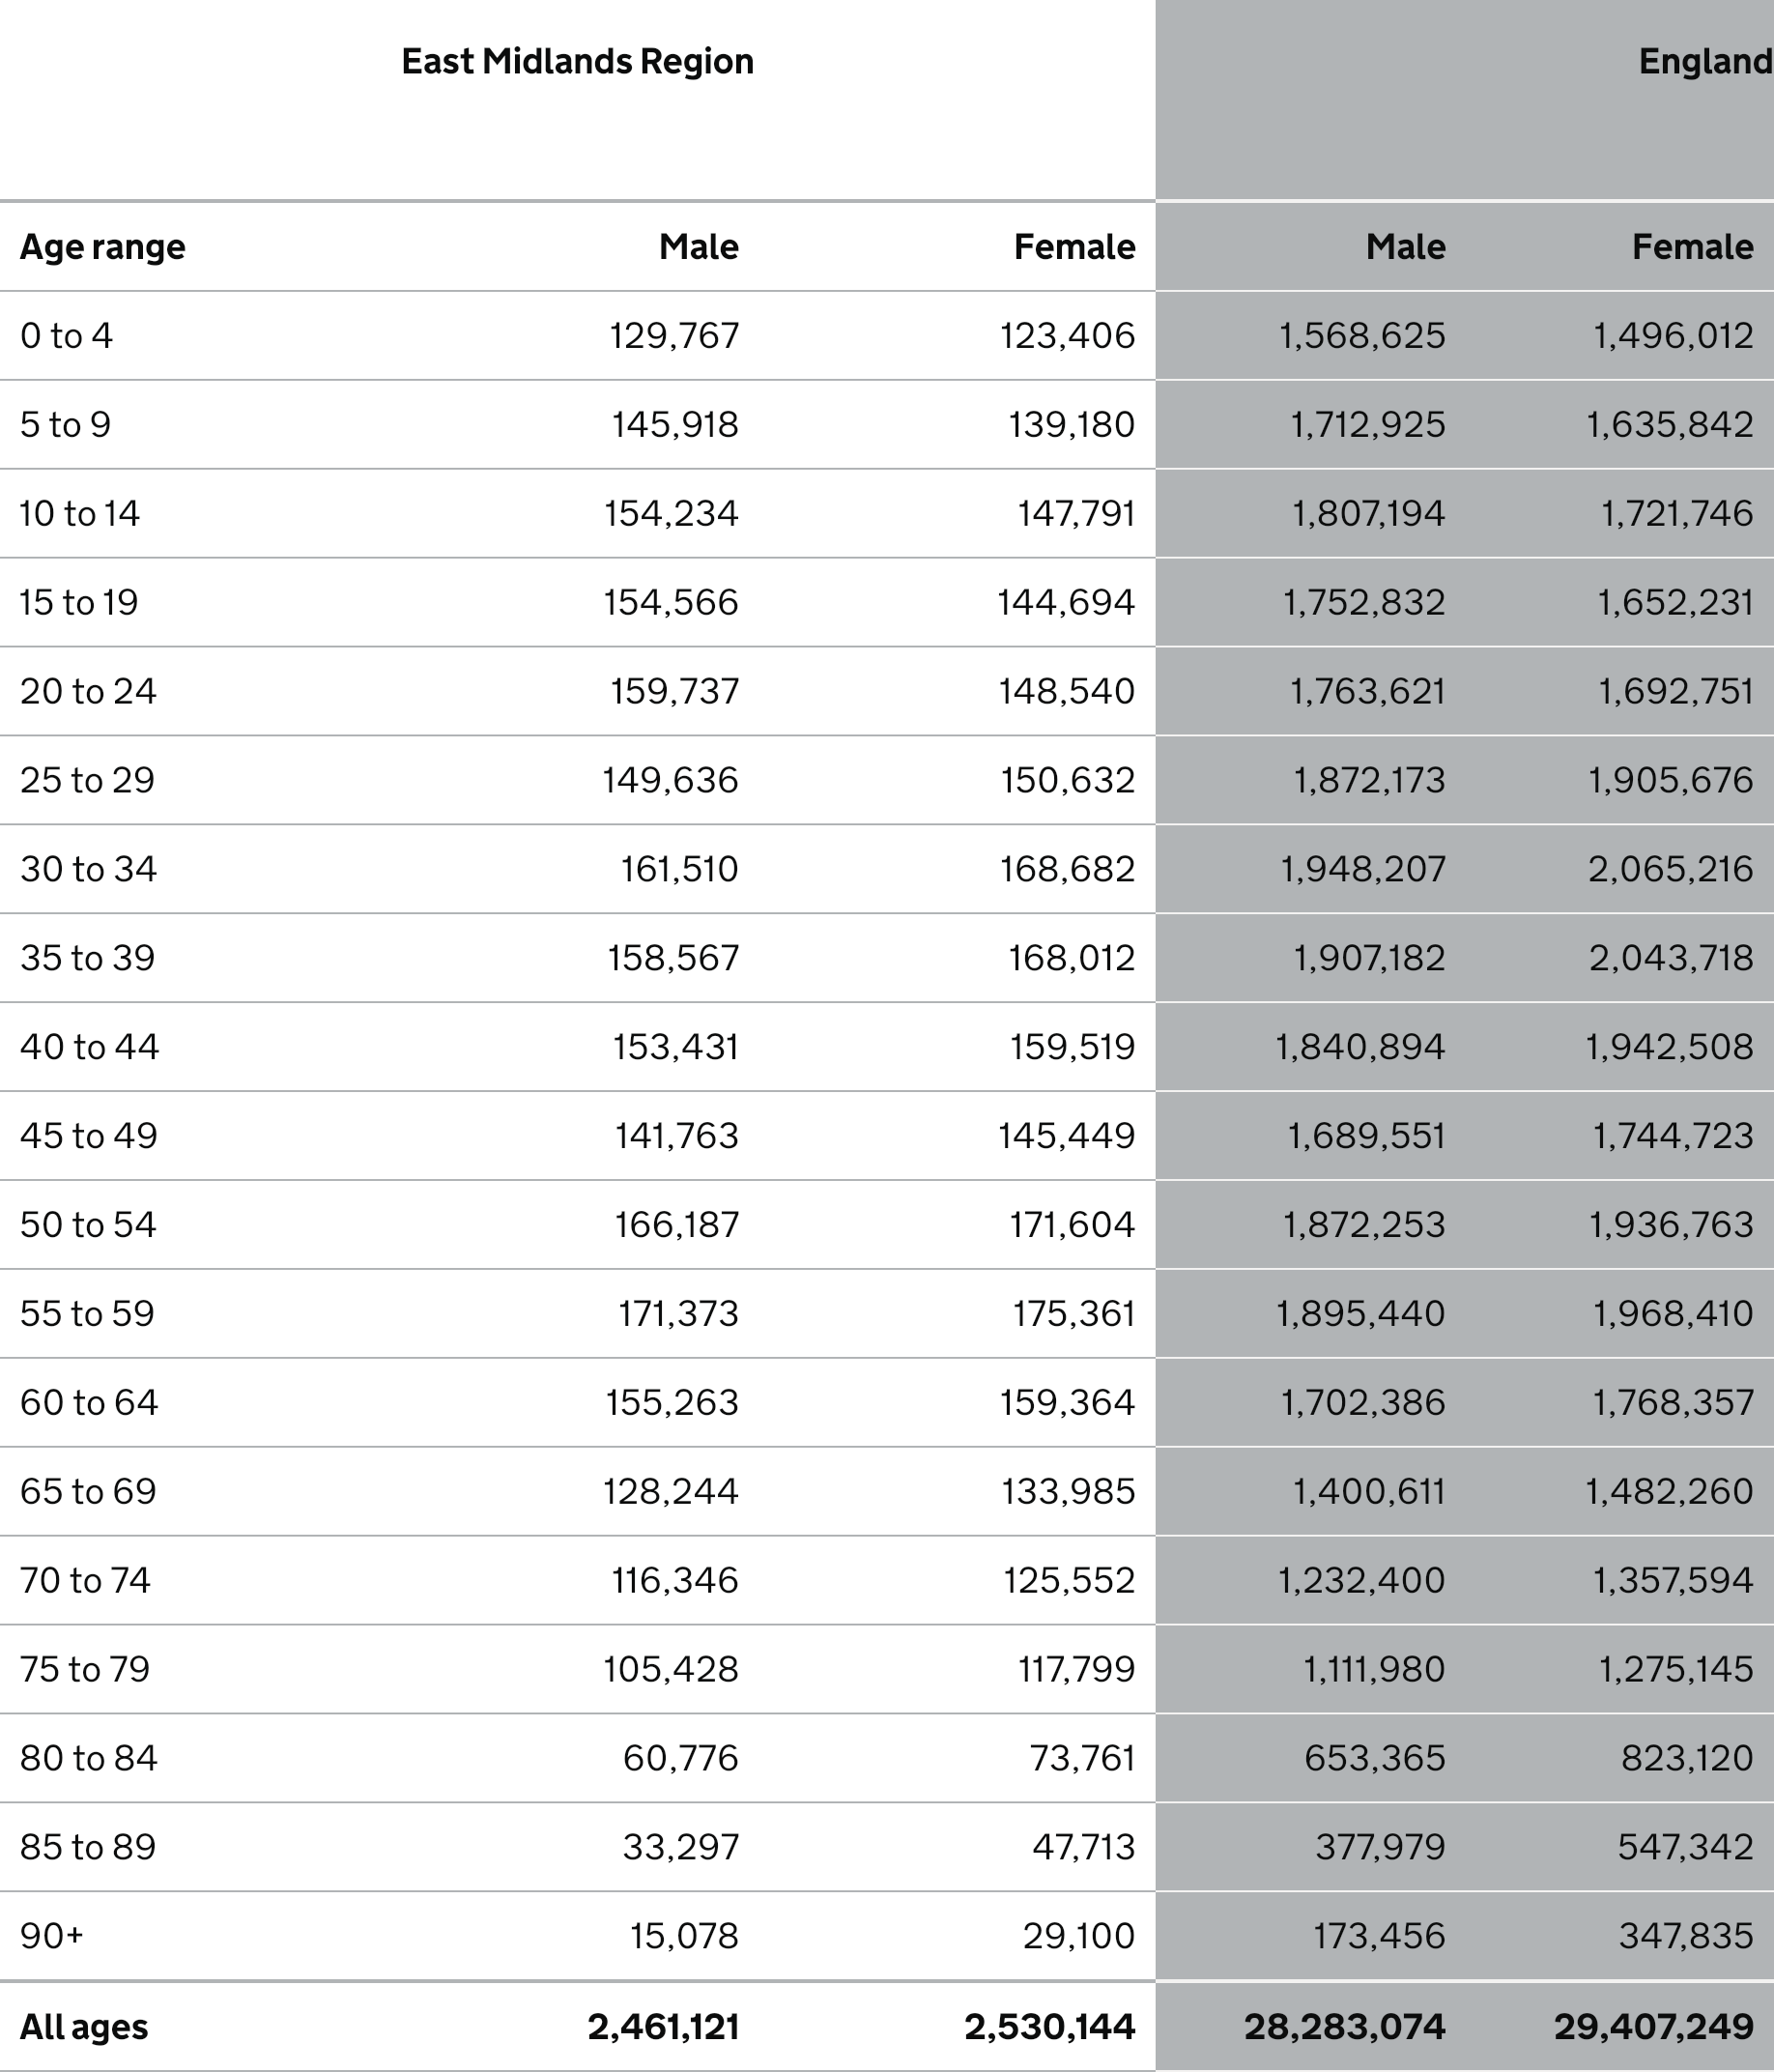 East Midlands Region England
Age range Male Female Male Female
0 to 4 129,767 123,406 1,568,625 1,496,012
5 to 9 145,918 139,180 1,712,925 1,635,842
10 to 14 154,234 147,791 1,807,194 1,721,746
15 to 19 154,566 144,694 1,752,832 1,652,231
20 to 24 159,737 148,540 1,763,621 1,692,751
25 to 29 149,636 150,632 1,872,173 1,905,676
30 to 34 161,510 168,682 1,948,207 2,065,216
35 to 39 158,567 168,012 1,907,182 2,043,718
40 to 44 153,431 159,519 1,840,894 1,942,508
45 to 49 141,763 145,449 1,689,551 1,744,723
50 to 54 166,187 171,604 1,872,253 1,936,763
55 to 59 171,373 175,361 1,895,440 1,968,410
60 to 64 155,263 159,364 1,702,386 1,768,357
65 to 69 128,244 133,985 1,400,611 1,482,260
70 to 74 116,346 125,552 1,232,400 1,357,594
75 to 79 105,428 117,799 1,111,980 1,275,145
80 to 84 60,776 73,761 653,365 823,120
85 to 89 33,297 47,713 377,979 547,342
90+ 15,078 29,100 173,456 347,835
All ages 2,461,121 2,530,144 28,283,074 29,407,249